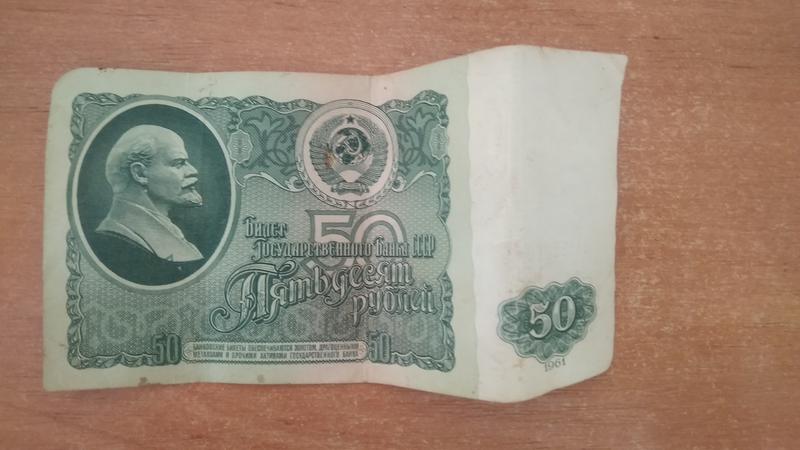 Билет
Государственного Банка СССР
50
Пятьдесят
рублей
50
БАНКОВСКИЕ БИЛЕТЫ ОБЕСПЕЧИВАЮТСЯ ЗОЛОТОМ, ДРАГОЦЕННЫМИ
МЕТАЛЛАМИ И ПРОЧИМИ АКТИВАМИ ГОСУДАРСТВЕННОГО БАНКА
50
50
1961